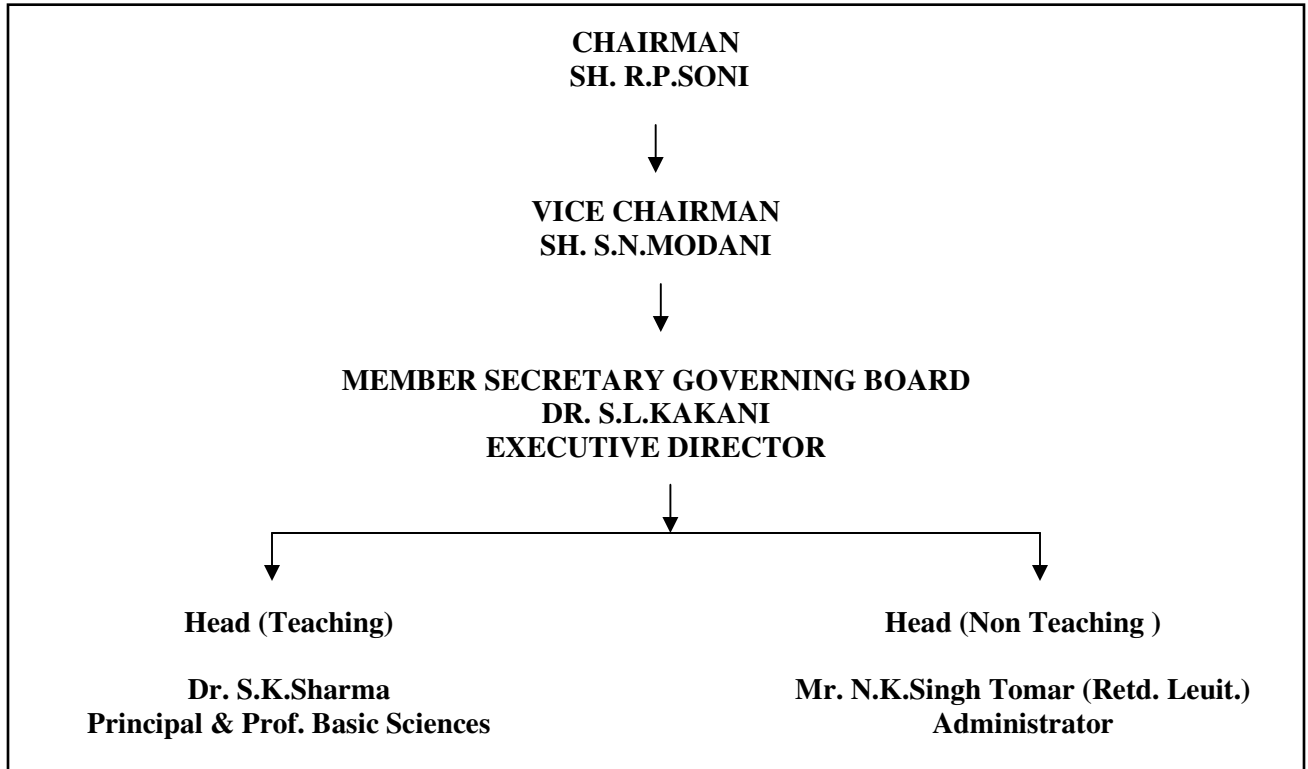 CHAIRMAN
SH. R.P.SONI
VICE CHAIRMAN
SH. S.N.MODANI
MEMBER SECRETARY GOVERNING BOARD
DR. S.L.KAKANI
EXECUTIVE DIRECTOR
Head (Teaching)
Dr. S.K.Sharma
Principal & Prof. Basic Sciences
Head (Non Teaching )
Mr. N.K.Singh Tomar (Retd. Leuit.)
Administrator